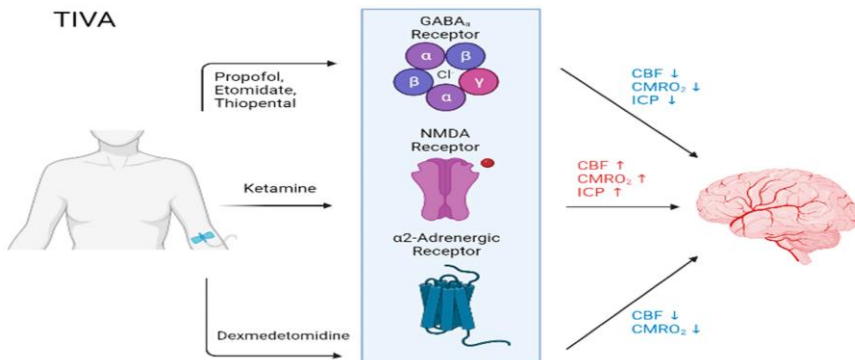 TIVA
Propofol,
Etomidate,
Thiopental
GABAₐ
Receptor
α
β
β
Cl⁻
γ
α
CBF ↓
CMRO₂ ↓
ICP ↓
Ketamine
NMDA
Receptor
CBF ↑
CMRO₂ ↑
ICP ↑
Dexmedetomidine
α2-Adrenergic
Receptor
CBF ↓
CMRO₂ ↓